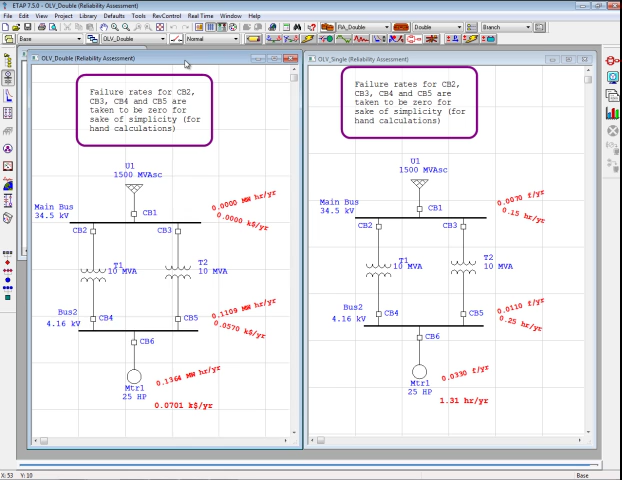 ETAP 7.5.0 - OLV_Double (Reliability Assessment)
File Edit View Project Library Defaults Tools RevControl Real Time Window Help
RA_Double
Double
Branch
Base
OLV_Double
Normal
OLV_Double (Reliability Assessment)
Failure rates for CB2,
CB3, CB4 and CB5 are
taken to be zero for
sake of simplicity (for
hand calculations)
U1
1500 MVAsc
CB1
0.0000 MW hr/yr
0.0000 k$/yr
Main Bus
34.5 kV
CB2
CB3
T1
10 MVA
T2
10 MVA
Bus2
4.16 kV
CB4
CB5
0.1109 MW hr/yr
0.0570 k$/yr
CB6
Mtr1
25 HP
0.1364 MW hr/yr
0.0701 k$/yr
OLV_Single (Reliability Assessment)
Failure rates for CB2,
CB3, CB4 and CB5 are
taken to be zero for
sake of simplicity (for
hand calculations)
U1
1500 MVAsc
CB1
0.0070 f/yr
0.15 hr/yr
Main Bus
34.5 kV
CB2
CB3
T1
10 MVA
T2
10 MVA
Bus2
4.16 kV
CB4
CB5
0.0110 f/yr
0.25 hr/yr
CB6
Mtr1
25 HP
0.0330 f/yr
1.31 hr/yr
X: 53 Y: 10
Base